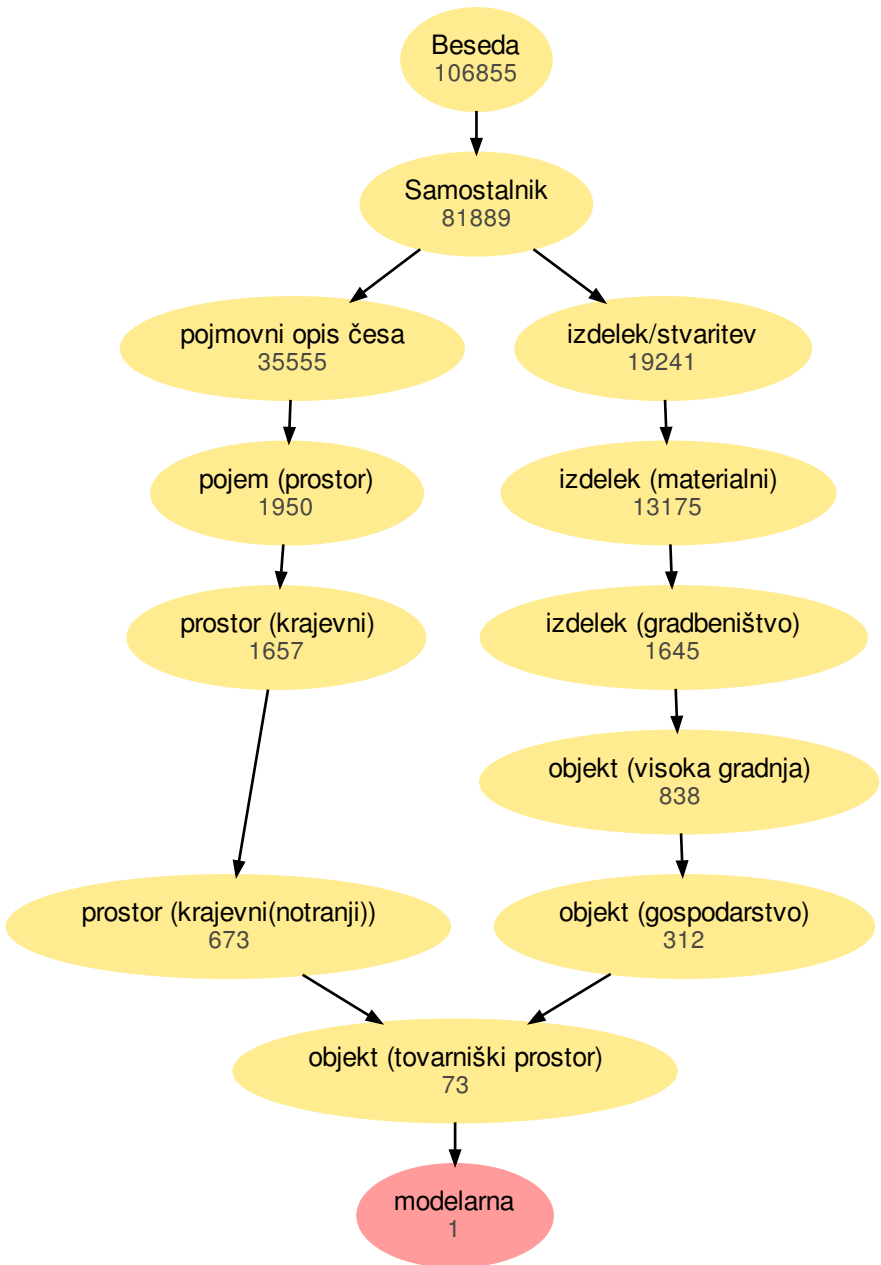 Beseda
106855
Samostalnik
81889
pojmovni opis česa
35555
izdelek/stvaritev
19241
pojem (prostor)
1950
izdelek (materialni)
13175
prostor (krajevni)
1657
izdelek (gradbeništvo)
1645
objekt (visoka gradnja)
838
prostor (krajevni(notranji))
673
objekt (gospodarstvo)
312
objekt (tovarniški prostor)
73
modelarna
1